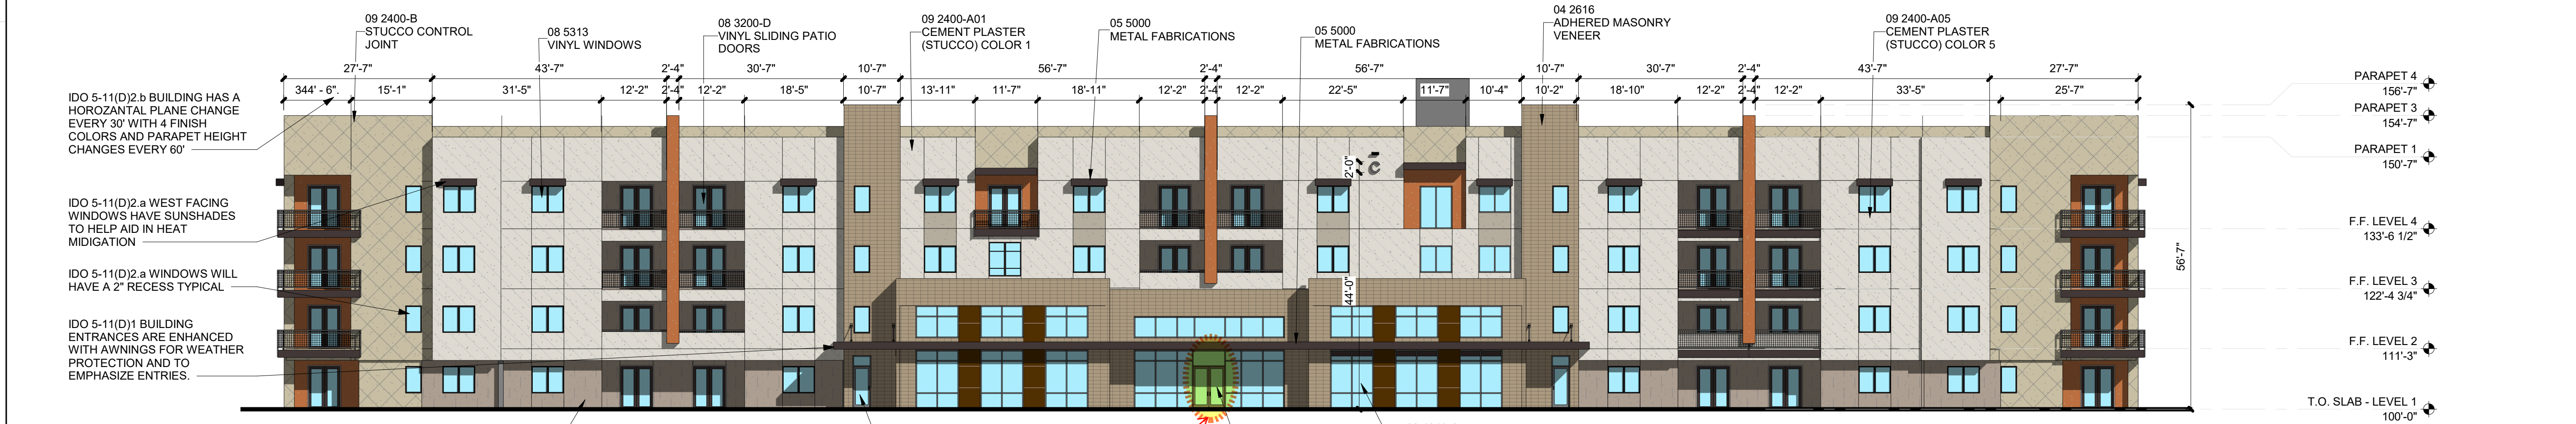 09 2400-B
STUCCO CONTROL
JOINT
08 5313
VINYL WINDOWS
08 3200-D
VINYL SLIDING PATIO
DOORS
09 2400-A01
CEMENT PLASTER
(STUCCO) COLOR 1
05 5000
METAL FABRICATIONS
05 5000
METAL FABRICATIONS
04 2616
ADHERED MASONRY
VENEER
09 2400-A05
CEMENT PLASTER
(STUCCO) COLOR 5
27'-7" 43'-7" 2'-4" 30'-7" 10'-7" 56'-7" 2'-4" 56'-7" 10'-7" 30'-7" 2'-4" 43'-7" 27'-7"
344' - 6". 15'-1" 31'-5" 12'-2" 2'-4" 12'-2" 18'-5" 10'-7" 13'-11" 11'-7" 18'-11" 12'-2" 2'-4" 12'-2" 22'-5" 11'-7" 10'-4" 10'-2" 18'-10" 12'-2" 2'-4" 12'-2" 33'-5" 25'-7"
IDO 5-11(D)2.b BUILDING HAS A
HOROZANTAL PLANE CHANGE
EVERY 30' WITH 4 FINISH
COLORS AND PARAPET HEIGHT
CHANGES EVERY 60'
IDO 5-11(D)2.a WEST FACING
WINDOWS HAVE SUNSHADES
TO HELP AID IN HEAT
MIDIGATION
IDO 5-11(D)2.a WINDOWS WILL
HAVE A 2" RECESS TYPICAL
IDO 5-11(D)1 BUILDING
ENTRANCES ARE ENHANCED
WITH AWNINGS FOR WEATHER
PROTECTION AND TO
EMPHASIZE ENTRIES.
2'-0"
44'-0"
56'-7"
PARAPET 4
156'-7"
PARAPET 3
154'-7"
PARAPET 1
150'-7"
F.F. LEVEL 4
133'-6 1/2"
F.F. LEVEL 3
122'-4 3/4"
F.F. LEVEL 2
111'-3"
T.O. SLAB - LEVEL 1
100'-0"